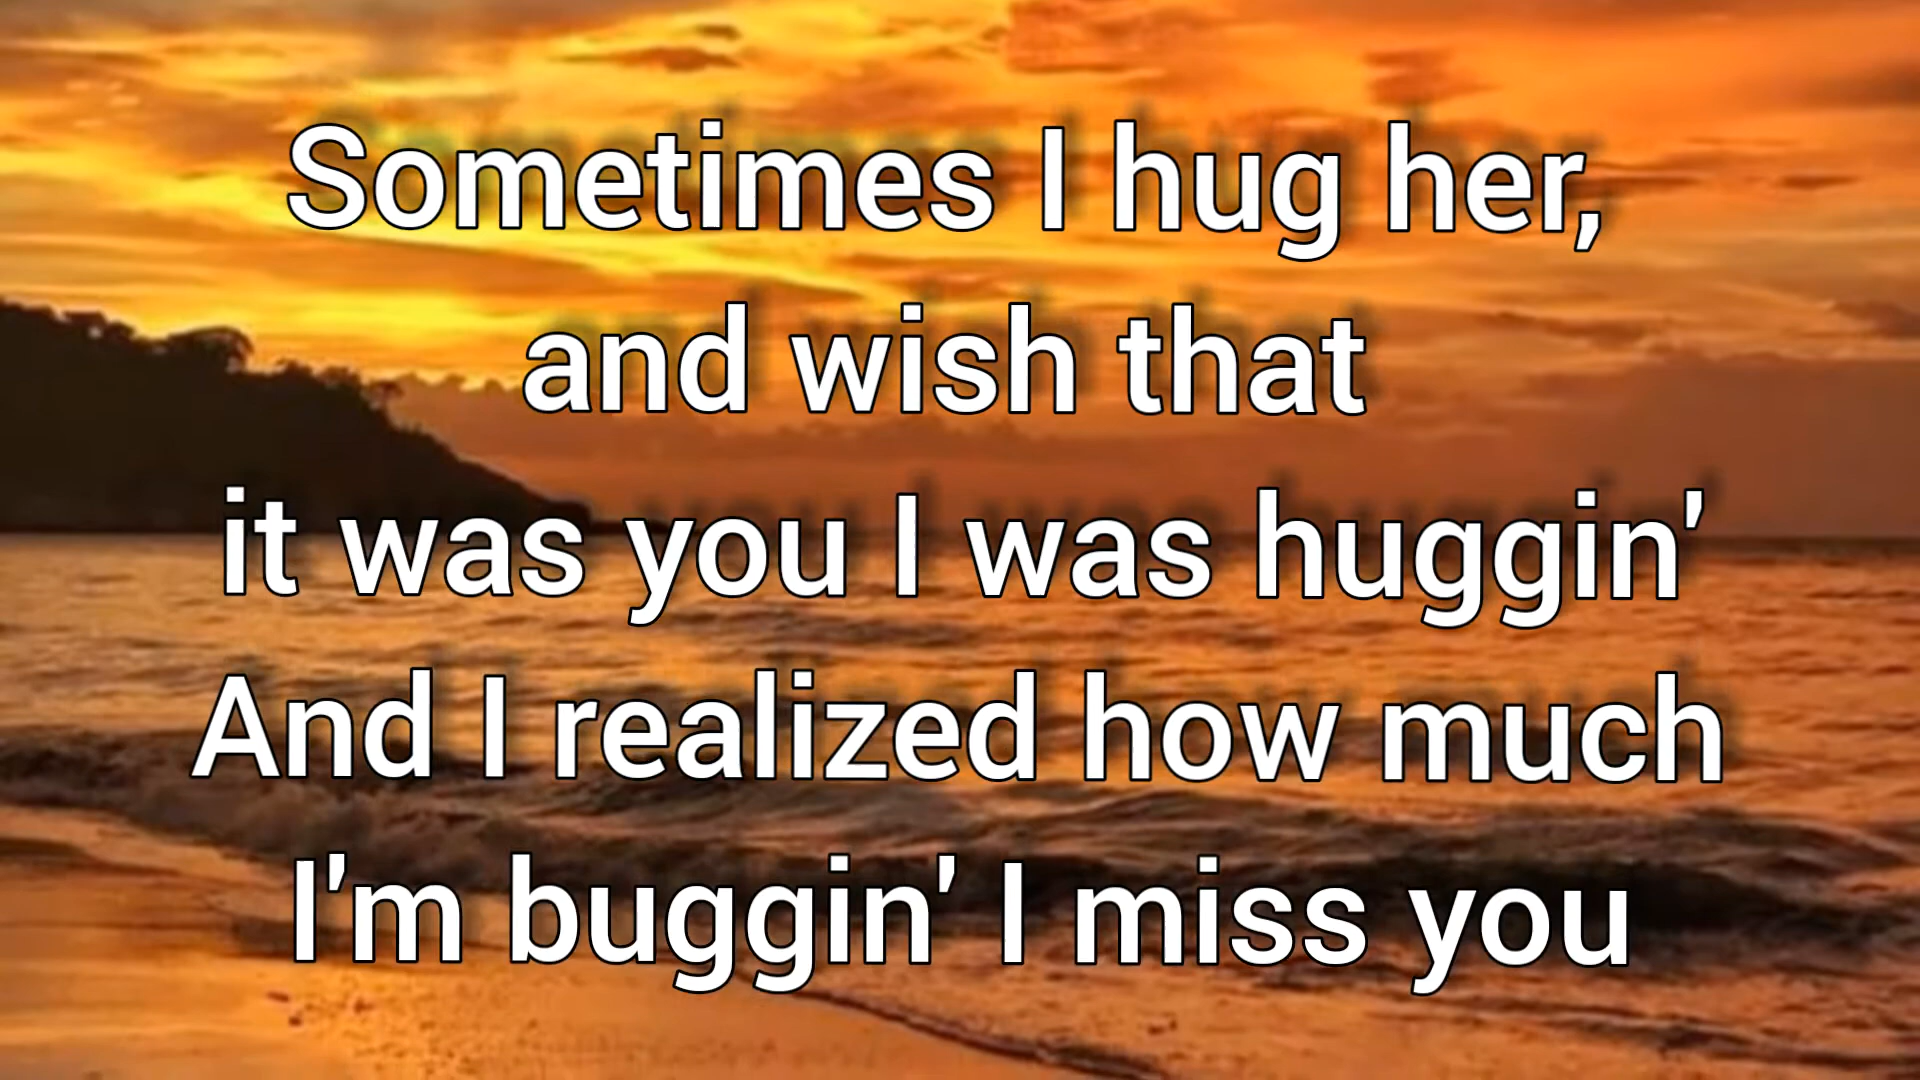 Sometimes I hug her,
and wish that
it was you I was huggin'
And I realized how much
I'm buggin' I miss you